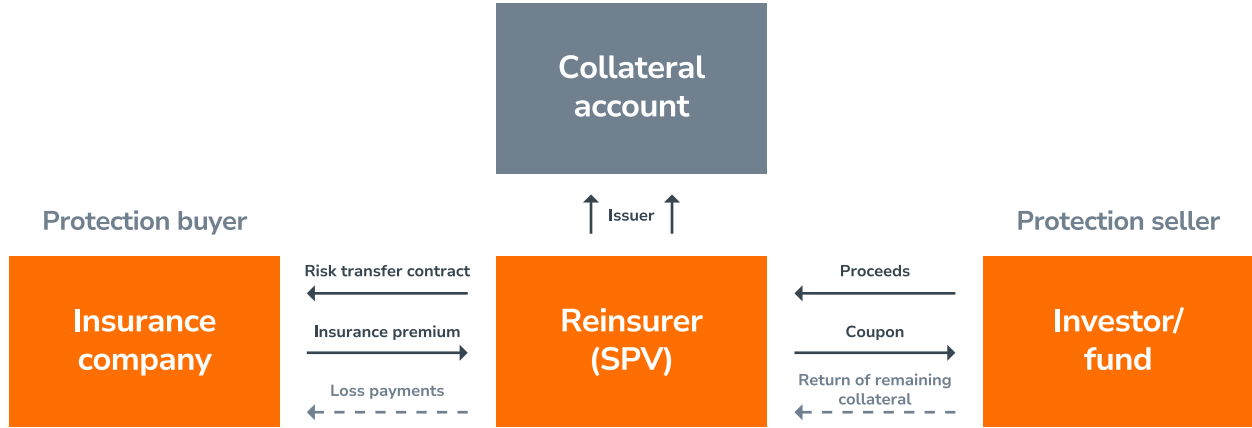 Collateral
account
Issuer
Protection buyer
Protection seller
Insurance
company
Risk transfer contract
Insurance premium
Loss payments
Reinsurer
(SPV)
Proceeds
Coupon
Return of remaining
collateral
Investor/
fund